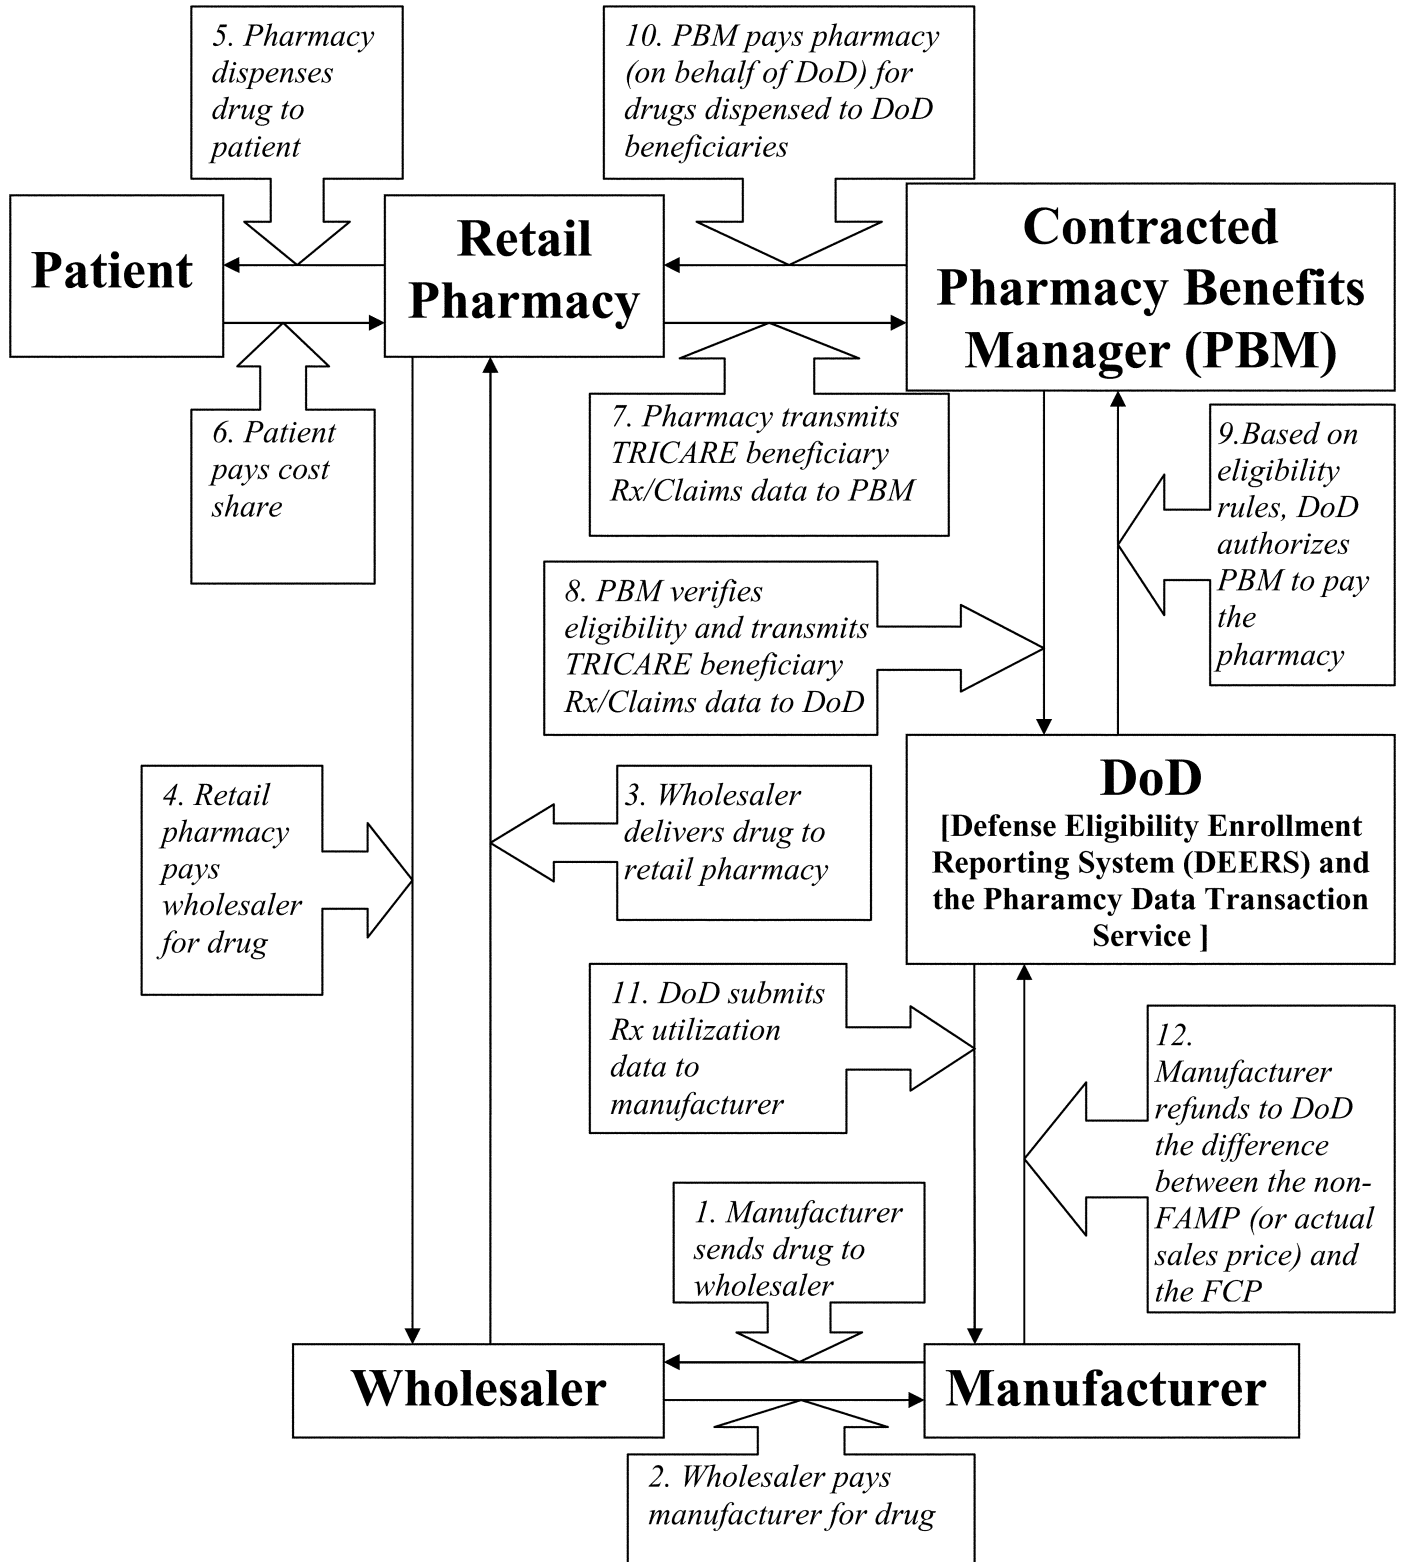 5. Pharmacy
dispenses
drug to
patient
10. PBM pays pharmacy
(on behalf of DoD) for
drugs dispensed to DoD
beneficiaries
Patient
Retail
Pharmacy
Contracted
Pharmacy Benefits
Manager (PBM)
6. Patient
pays cost
share
7. Pharmacy transmits
TRICARE beneficiary
Rx/Claims data to PBM
9.Based on
eligibility
rules, DoD
authorizes
PBM to pay
the
pharmacy
8. PBM verifies
eligibility and transmits
TRICARE beneficiary
Rx/Claims data to DoD
4. Retail
pharmacy
pays
wholesaler
for drug
3. Wholesaler
delivers drug to
retail pharmacy
DoD
[Defense Eligibility Enrollment
Reporting System (DEERS) and
the Pharamcy Data Transaction
Service ]
11. DoD submits
Rx utilization
data to
manufacturer
12.
Manufacturer
refunds to DoD
the difference
between the non-
FAMP (or actual
sales price) and
the FCP
1. Manufacturer
sends drug to
wholesaler
Wholesaler
Manufacturer
2. Wholesaler pays
manufacturer for drug